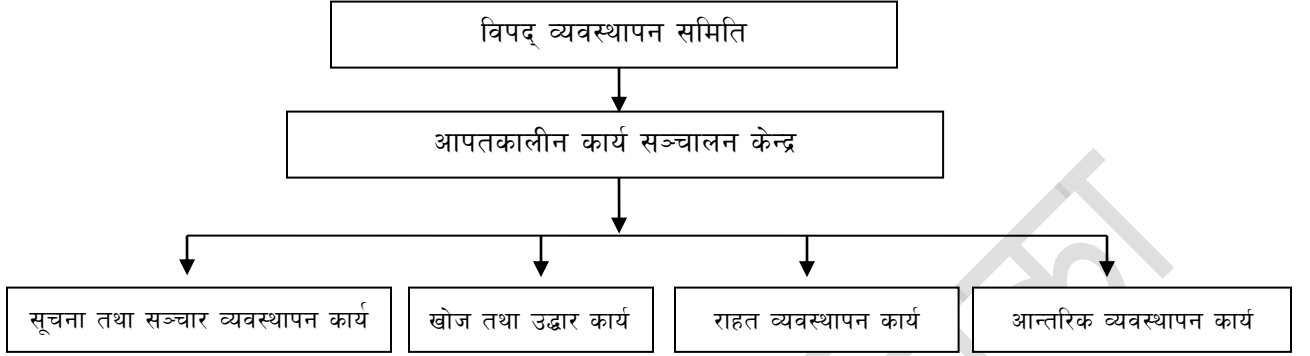 विपद् व्यवस्थापन समिति
आपतकालीन कार्य सञ्चालन केन्द्र
सूचना तथा सञ्चार व्यवस्थापन कार्य
खोज तथा उद्धार कार्य
राहत व्यवस्थापन कार्य
आन्तरिक व्यवस्थापन कार्य
का